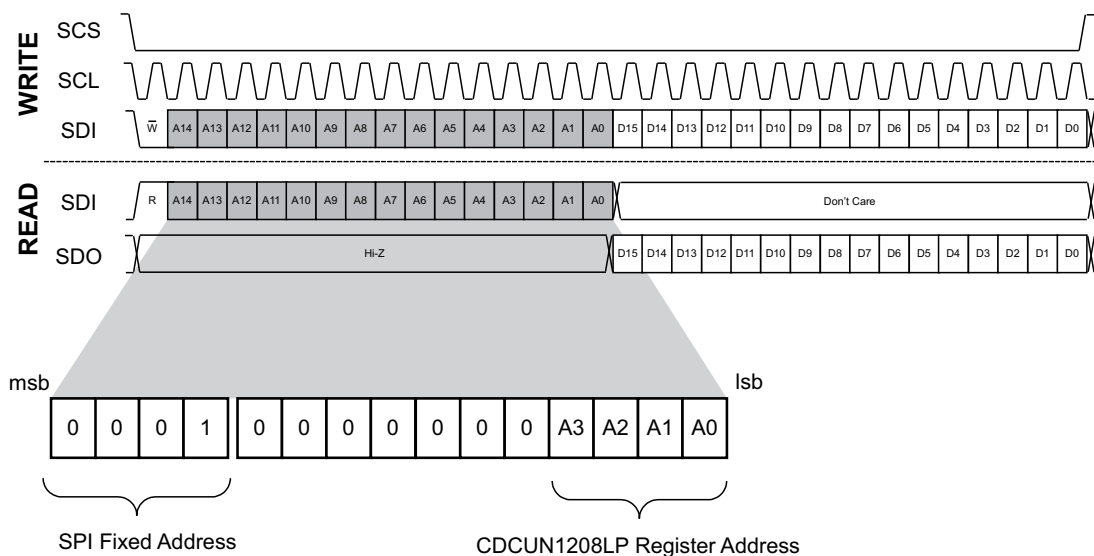 WRITE
SCS
SCL
SDI W A14 A13 A12 A11 A10 A9 A8 A7 A6 A5 A4 A3 A2 A1 A0 D15 D14 D13 D12 D11 D10 D9 D8 D7 D6 D5 D4 D3 D2 D1 D0
READ
SDI R A14 A13 A12 A11 A10 A9 A8 A7 A6 A5 A4 A3 A2 A1 A0 Don't Care
SDO Hi-Z D15 D14 D13 D12 D11 D10 D9 D8 D7 D6 D5 D4 D3 D2 D1 D0
msb lsb
0 0 0 1 0 0 0 0 0 0 0 A3 A2 A1 A0
SPI Fixed Address CDCUN1208LP Register Address